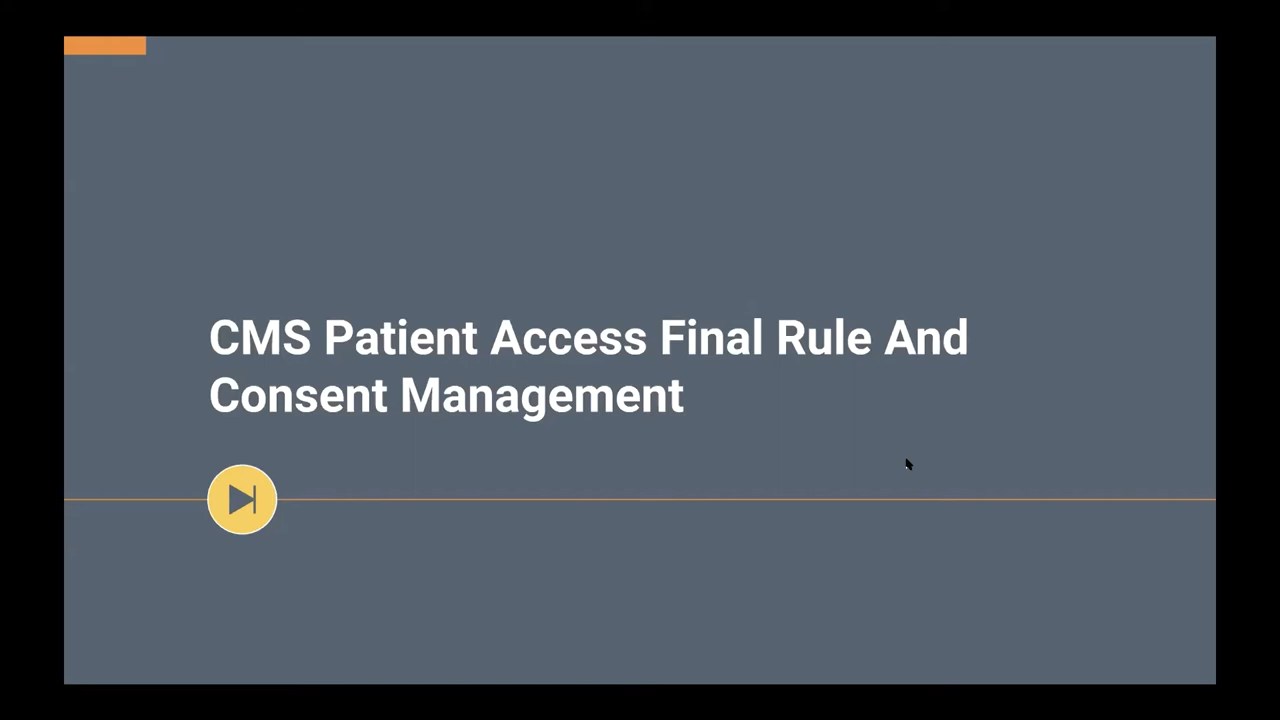 CMS Patient Access Final Rule And
Consent Management